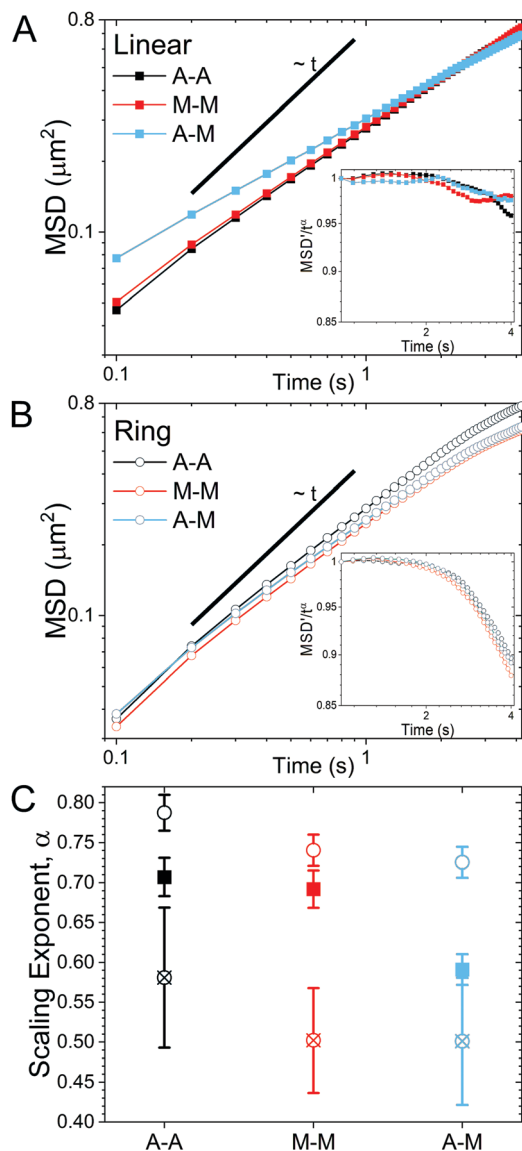 A
Linear
A-A
M-M
A-M
~ t
MSD (μm²)
0.8
0.1
0.1
1
Time (s)
MSD'/tᵅ
1
0.95
0.9
0.85
2
4
Time (s)
B
Ring
A-A
M-M
A-M
~ t
MSD (μm²)
0.8
0.1
0.1
1
Time (s)
MSD'/tᵅ
1
0.95
0.9
0.85
2
4
Time (s)
C
Scaling Exponent, α
0.80
0.75
0.70
0.65
0.60
0.55
0.50
0.45
0.40
A-A
M-M
A-M